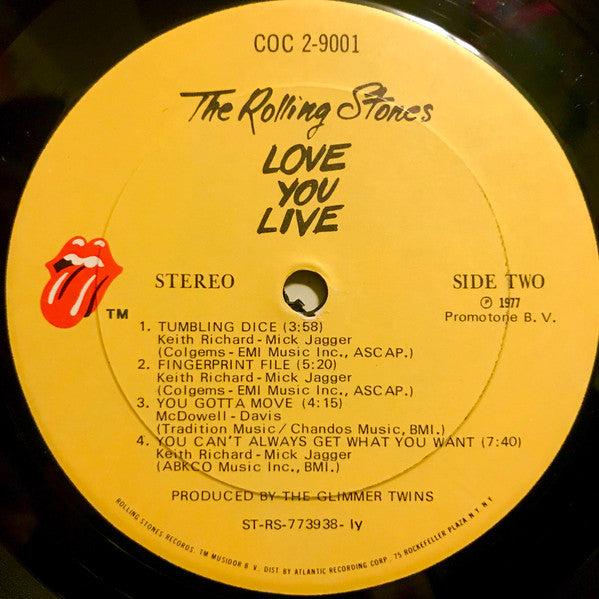 COC 2-9001
The Rolling Stones
LOVE
YOU
LIVE
STEREO
SIDE TWO
℗ 1977
Promotone B. V.
TM
1. TUMBLING DICE (3:58)
Keith Richard - Mick Jagger
(Colgems - EMI Music Inc., ASCAP.)
2. FINGERPRINT FILE (5:20)
Keith Richard - Mick Jagger
(Colgems - EMI Music Inc., ASCAP.)
3. YOU GOTTA MOVE (4:15)
McDowell - Davis
(Tradition Music / Chandos Music, BMI.)
4. YOU CAN'T ALWAYS GET WHAT YOU WANT (7:40)
Keith Richard - Mick Jagger
(ABKCO Music Inc., BMI.)
PRODUCED BY THE GLIMMER TWINS
ST-RS-773938- ly
ROLLING STONES RECORDS. TM MUSIDOR B. V. DIST BY ATLANTIC RECORDING CORP. 75 ROCKEFELLER PLAZA N.Y. N.Y.